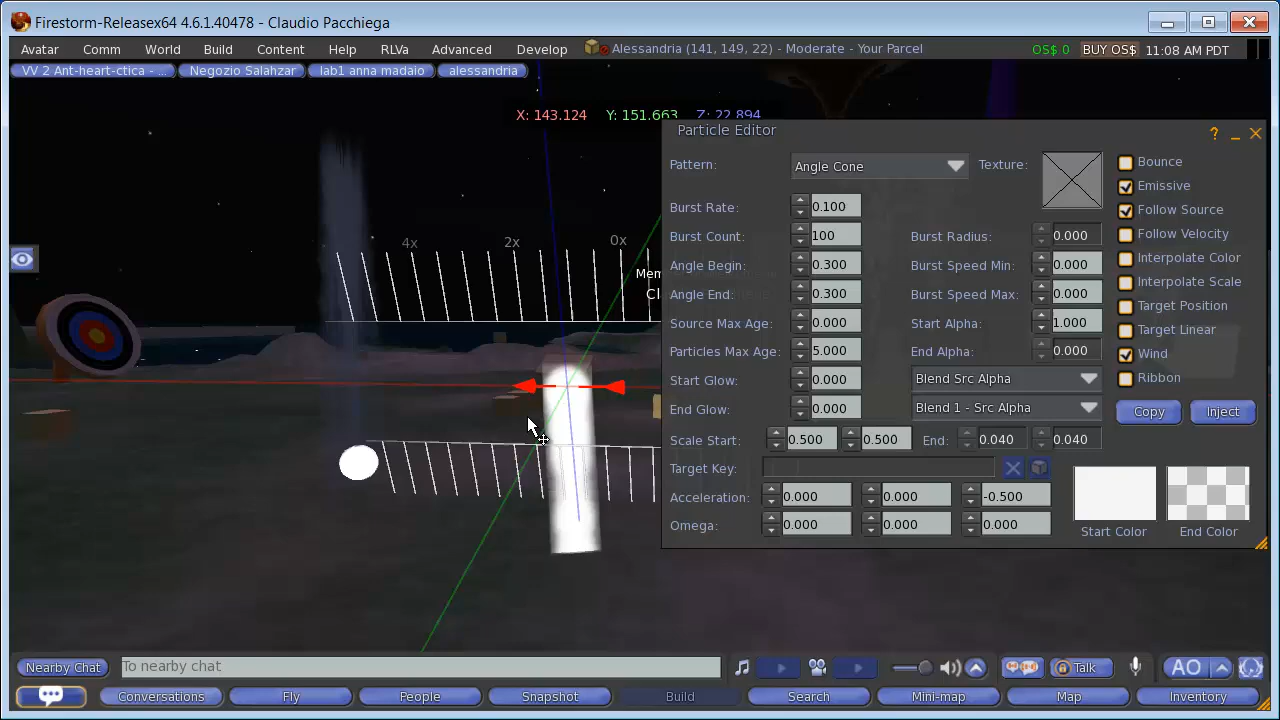 Firestorm-Releasex64 4.6.1.40478 - Claudio Pacchiega
Avatar Comm World Build Content Help RLVa Advanced Develop Alessandria (141, 149, 22) - Moderate - Your Parcel OS$ 0 BUY OS$ 11:08 AM PDT
VV 2 Ant-heart-ctica - ... Negozio Salahzar lab1 anna madaio alessandria
X: 143.124 Y: 151.663 Z: 22.894
4x 2x 0x
Particle Editor ?
Pattern: Angle Cone Texture:
Burst Rate: 0.100
Burst Count: 100
Angle Begin: 0.300
Angle End: 0.300
Source Max Age: 0.000
Particles Max Age: 5.000
Start Glow: 0.000
End Glow: 0.000
Burst Radius: 0.000
Burst Speed Min: 0.000
Burst Speed Max: 0.000
Start Alpha: 1.000
End Alpha: 0.000
Blend Src Alpha
Blend 1 - Src Alpha
Bounce
Emissive
Follow Source
Follow Velocity
Interpolate Color
Interpolate Scale
Target Position
Target Linear
Wind
Ribbon
Copy Inject
Scale Start: 0.500 0.500 End: 0.040 0.040
Target Key:
Acceleration: 0.000 0.000 -0.500
Omega: 0.000 0.000 0.000
Start Color End Color
Nearby Chat To nearby chat Talk AO
Conversations Fly People Snapshot Build Search Mini-map Map Inventory